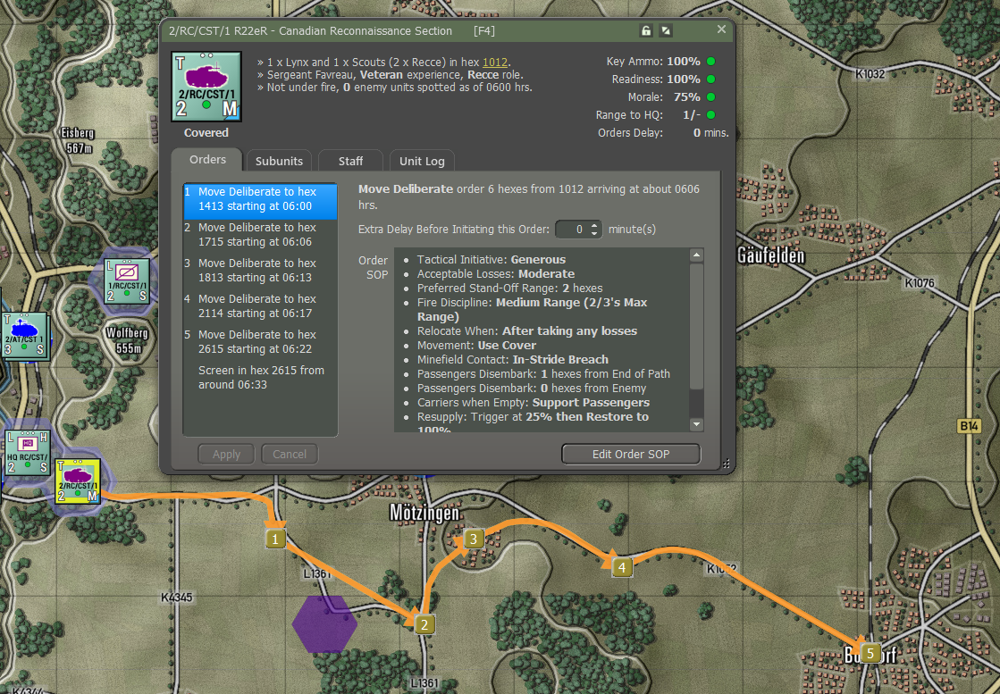 2/RC/CST/1 R22eR - Canadian Reconnaissance Section [F4]
T
2/RC/CST/1
2 M
Covered
» 1 x Lynx and 1 x Scouts (2 x Recce) in hex 1012.
» Sergeant Favreau, Veteran experience, Recce role.
» Not under fire, 0 enemy units spotted as of 0600 hrs.
Key Ammo: 100%
Readiness: 100%
Morale: 75%
Range to HQ: 1/-
Orders Delay: 0 mins.
Orders
Subunits
Staff
Unit Log
1 Move Deliberate to hex
1413 starting at 06:00
2 Move Deliberate to hex
1715 starting at 06:06
3 Move Deliberate to hex
1813 starting at 06:13
4 Move Deliberate to hex
2114 starting at 06:17
5 Move Deliberate to hex
2615 starting at 06:22
Screen in hex 2615 from
around 06:33
Move Deliberate order 6 hexes from 1012 arriving at about 0606
hrs.
Extra Delay Before Initiating this Order: 0 minute(s)
Order
SOP
Tactical Initiative: Generous
Acceptable Losses: Moderate
Preferred Stand-Off Range: 2 hexes
Fire Discipline: Medium Range (2/3's Max
Range)
Relocate When: After taking any losses
Movement: Use Cover
Minefield Contact: In-Stride Breach
Passengers Disembark: 1 hexes from End of Path
Passengers Disembark: 0 hexes from Enemy
Carriers when Empty: Support Passengers
Resupply: Trigger at 25% then Restore to
100%
Apply
Cancel
Edit Order SOP
Eisberg
567m
K1032
Gäufelden
K1076
L
1/RC/CST/1
2 S
Wolfberg
555m
T
2/AT/CST 1
3 S
B14
L H
HQ
HQ RC/CST/
2 S
T
2/RC/CST/1
2 M
Mötzingen
1
3
L1361
4
K4345
2
5
L1361
K4344